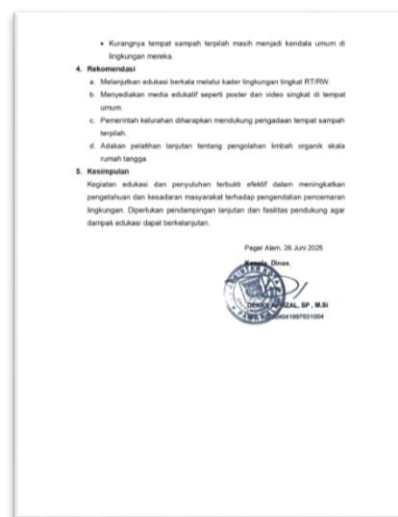 • Kurangnya tempat sampah terpilah masih menjadi kendala umum di
lingkungan mereka.
4. Rekomendasi
a. Melanjutkan edukasi berkala melalui kader lingkungan tingkat RT/RW.
b. Menyediakan media edukatif seperti poster dan video singkat di tempat
umum.
c. Pemerintah kelurahan diharapkan mendukung pengadaan tempat sampah
terpilah.
d. Adakan pelatihan lanjutan tentang pengolahan limbah organik skala
rumah tangga.
5. Kesimpulan
Kegiatan edukasi dan penyuluhan terbukti efektif dalam meningkatkan
pengetahuan dan kesadaran masyarakat terhadap pengendalian pencemaran
lingkungan. Diperlukan pendampingan lanjutan dan fasilitas pendukung agar
dampak edukasi dapat berkelanjutan.
Pagar Alam, 26 Juni 2025
Kepala Dinas,
SP, M.Si